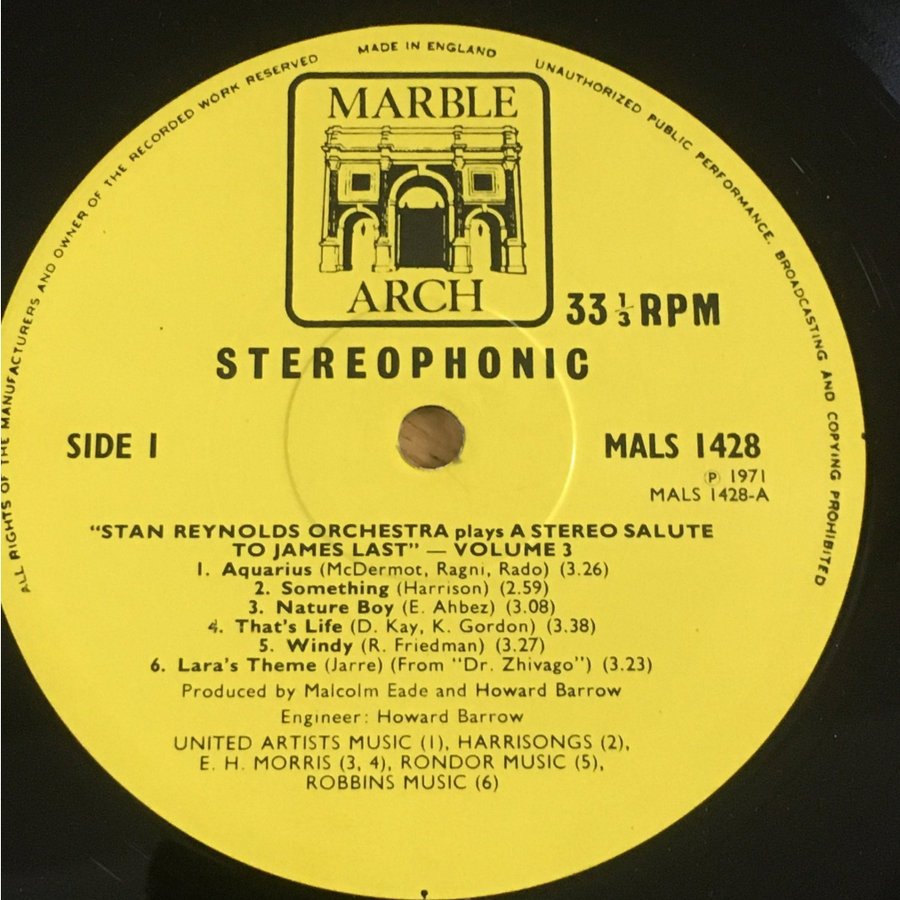 ALL RIGHTS OF THE MANUFACTURERS AND OWNER OF THE RECORDED WORK RESERVED
MADE IN ENGLAND
UNAUTHORIZED PUBLIC PERFORMANCE, BROADCASTING AND COPYING PROHIBITED
MARBLE
ARCH
33 1/3 RPM
STEREOPHONIC
SIDE 1
MALS 1428
Ⓟ 1971
MALS 1428-A
"STAN REYNOLDS ORCHESTRA plays A STEREO SALUTE
TO JAMES LAST" — VOLUME 3
1. Aquarius (McDermot, Ragni, Rado) (3.26)
2. Something (Harrison) (2.59)
3. Nature Boy (E. Ahbez) (3.08)
4. That's Life (D. Kay, K. Gordon) (3.38)
5. Windy (R. Friedman) (3.27)
6. Lara's Theme (Jarre) (From "Dr. Zhivago") (3.23)
Produced by Malcolm Eade and Howard Barrow
Engineer: Howard Barrow
UNITED ARTISTS MUSIC (1), HARRISONGS (2),
E. H. MORRIS (3, 4), RONDOR MUSIC (5),
ROBBINS MUSIC (6)